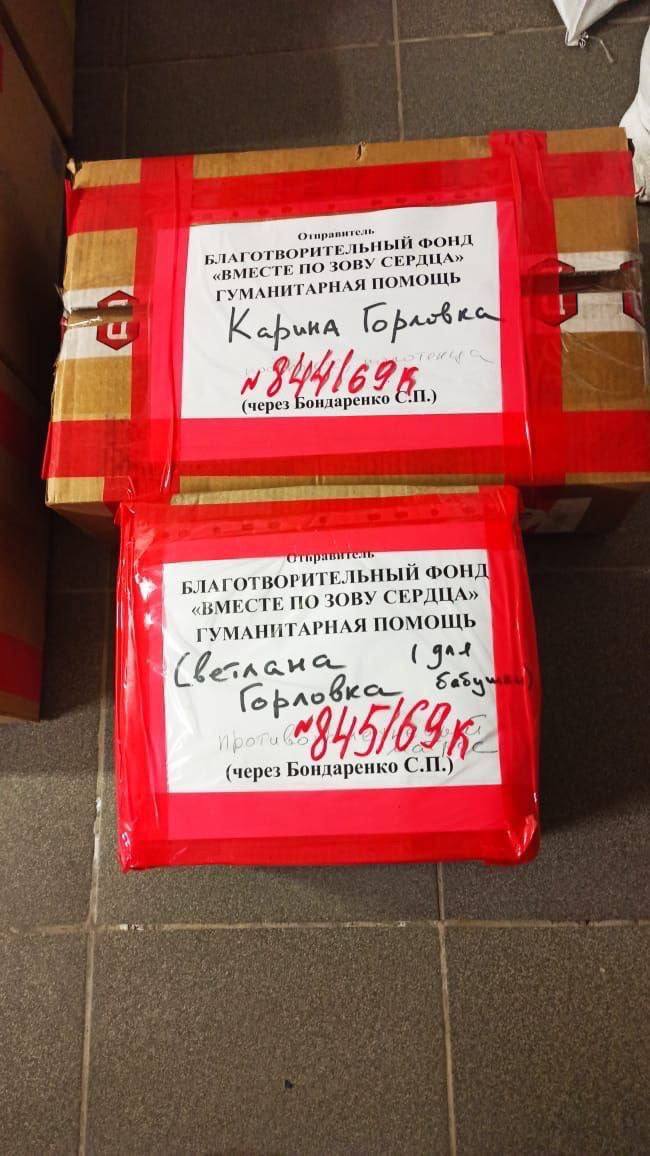 Отправитель
БЛАГОТВОРИТЕЛЬНЫЙ ФОНД
«ВМЕСТЕ ПО ЗОВУ СЕРДЦА»
ГУМАНИТАРНАЯ ПОМОЩЬ
Карина Горловка
полотенца
№844/69к
(через Бондаренко С.П.)
Отправитель
БЛАГОТВОРИТЕЛЬНЫЙ ФОНД
«ВМЕСТЕ ПО ЗОВУ СЕРДЦА»
ГУМАНИТАРНАЯ ПОМОЩЬ
Светлана (для
Горловка бабушки)
№845/69к
(через Бондаренко С.П.)